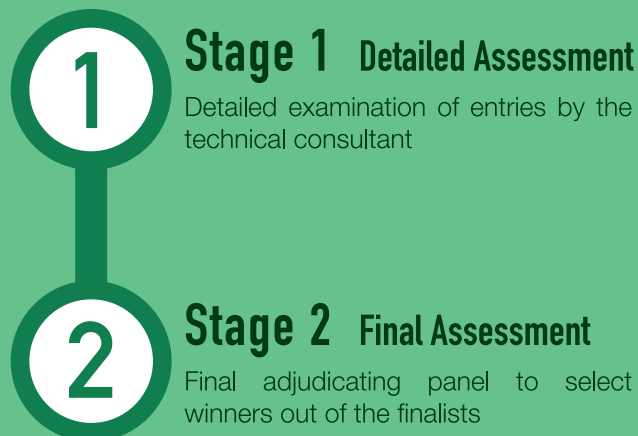 1
Stage 1 Detailed Assessment
Detailed examination of entries by the
technical consultant
2
Stage 2 Final Assessment
Final adjudicating panel to select
winners out of the finalists